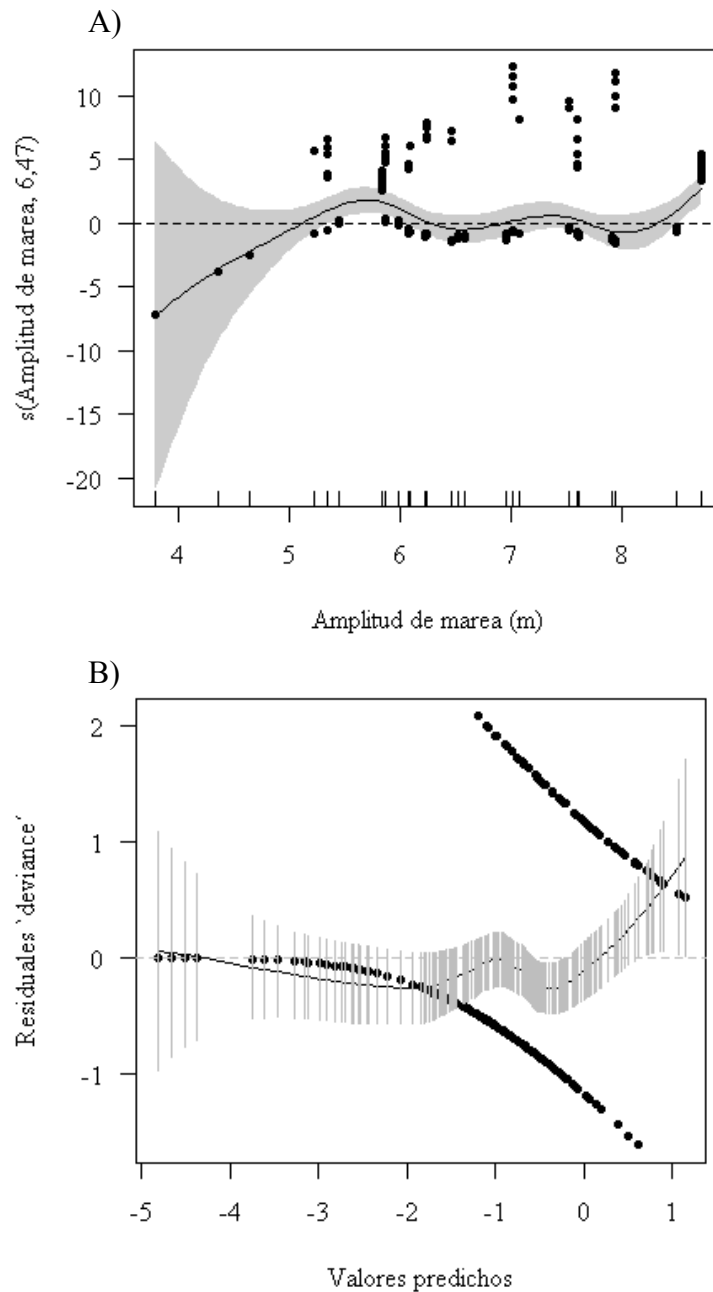 A)
s(Amplitud de marea, 6,47)
10
5
0
-5
-10
-15
-20
4 5 6 7 8
Amplitud de marea (m)
B)
Residuales `deviance´
2
1
0
-1
-5 -4 -3 -2 -1 0 1
Valores predichos